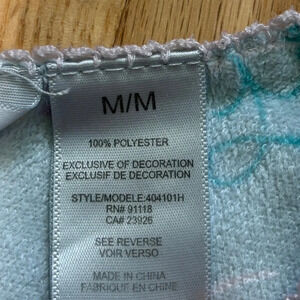 M/M
100% POLYESTER
EXCLUSIVE OF DECORATION
EXCLUSIF DE DECORATION
STYLE/MODELE:404101H
RN# 91118
CA# 23926
SEE REVERSE
VOIR VERSO
MADE IN CHINA
FABRIQUE EN CHINE